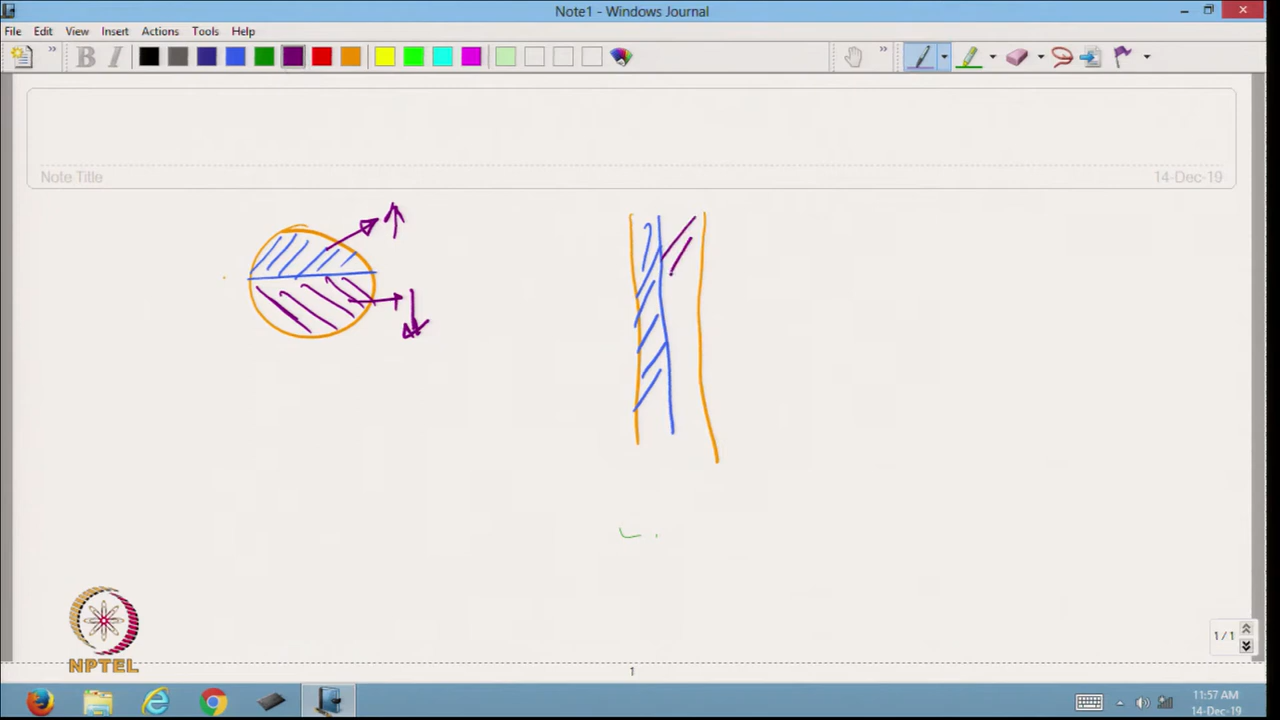 Note1 - Windows Journal
File Edit View Insert Actions Tools Help
B I
Note Title
14-Dec-19
NPTEL
1 / 1
1
11:57 AM
14-Dec-19